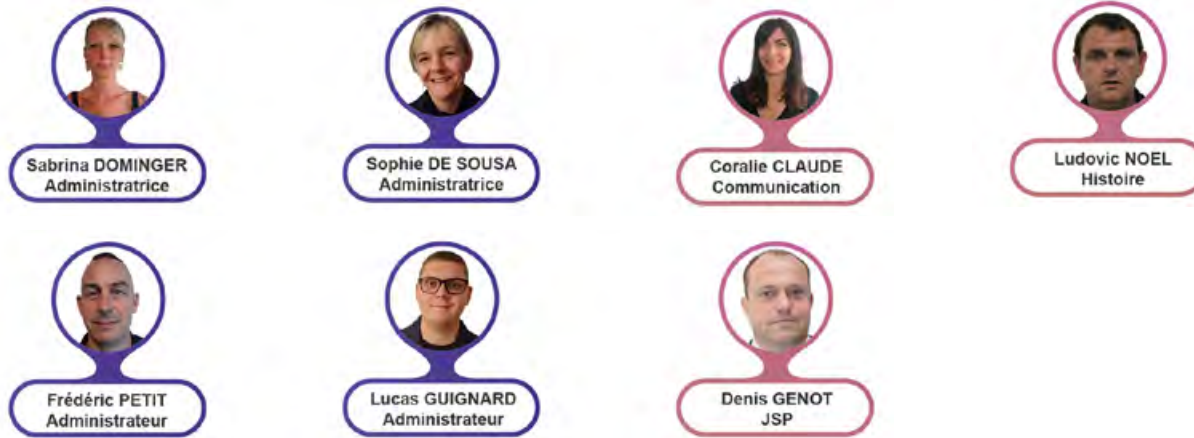 Sabrina DOMINGER
Administratrice
Sophie DE SOUSA
Administratrice
Coralie CLAUDE
Communication
Ludovic NOEL
Histoire
Frédéric PETIT
Administrateur
Lucas GUIGNARD
Administrateur
Denis GENOT
JSP